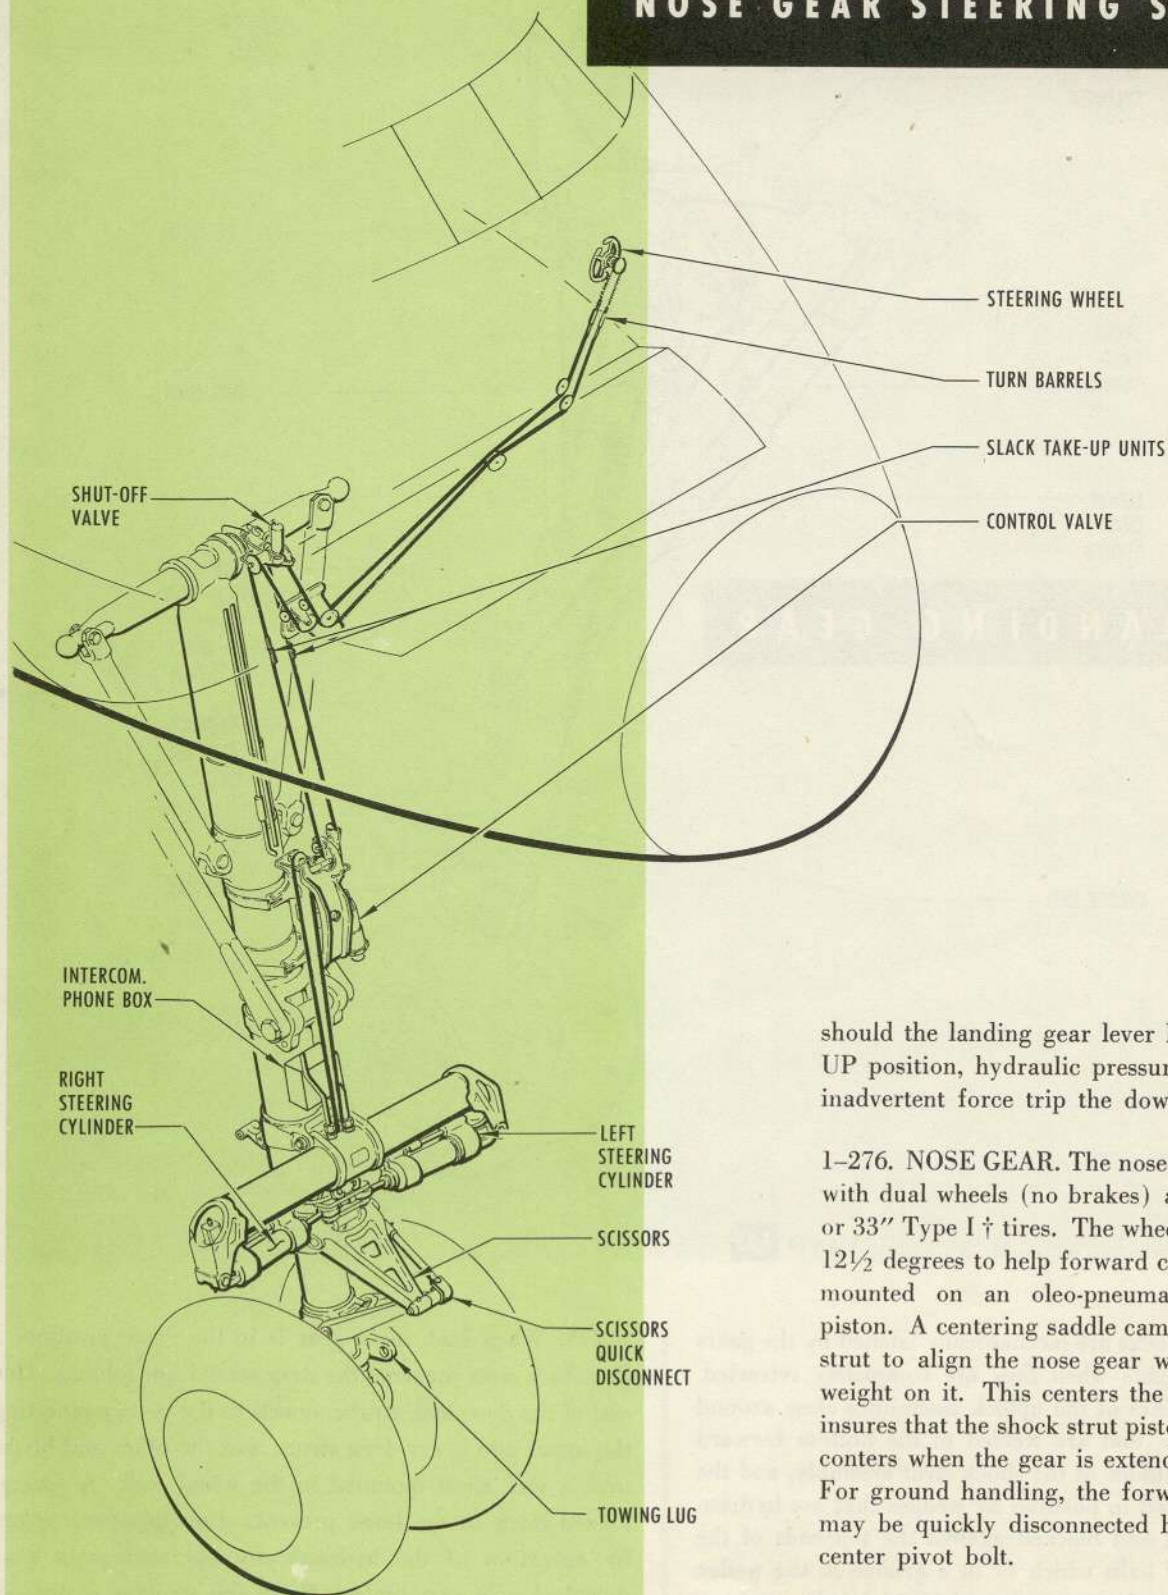 NOSE GEAR STEERING S
STEERING WHEEL
TURN BARRELS
SLACK TAKE-UP UNITS
CONTROL VALVE
SHUT-OFF
VALVE
INTERCOM.
PHONE BOX
RIGHT
STEERING
CYLINDER
LEFT
STEERING
CYLINDER
SCISSORS
SCISSORS
QUICK
DISCONNECT
TOWING LUG
should the landing gear lever
UP position, hydraulic pressur
inadvertent force trip the dow
1–276. NOSE GEAR. The nose
with dual wheels (no brakes) a
or 33″ Type I † tires. The whee
12½ degrees to help forward c
mounted on an oleo-pneuma
piston. A centering saddle cam
strut to align the nose gear w
weight on it. This centers the
insures that the shock strut pisto
conters when the gear is extend
For ground handling, the forw
may be quickly disconnected
center pivot bolt.